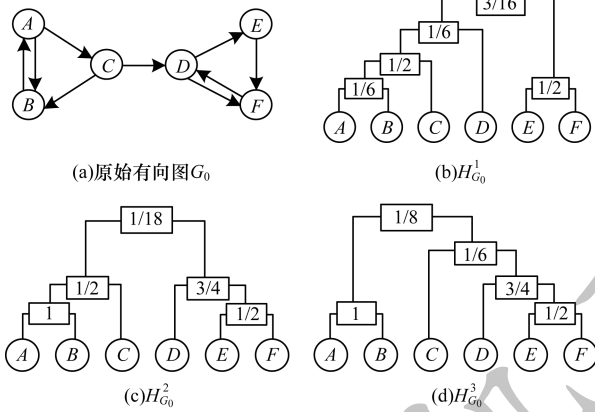 A
B
C
D
E
F
(a)原始有向图G₀
3/16
1/6
1/2
1/6
1/2
A B C D E F
(b)H¹G₀
1/18
1/2
3/4
1
1/2
A B C D E F
(c)H²G₀
1/8
1/6
3/4
1
1/2
A B C D E F
(d)H³G₀